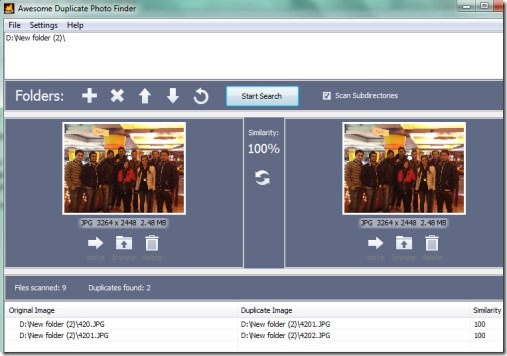 Awesome Duplicate Photo Finder
File Settings Help
D:\New folder (2)\
Folders:
Start Search
Scan Subdirectories
Similarity:
100%
JPG 3264 x 2448 2.48 MB
move browse delete
JPG 3264 x 2448 2.48 MB
move browse delete
Files scanned: 9 Duplicates found: 2
Original Image Duplicate Image Similarity
D:\New folder (2)\420.JPG D:\New folder (2)\4201.JPG 100
D:\New folder (2)\4201.JPG D:\New folder (2)\4202.JPG 100